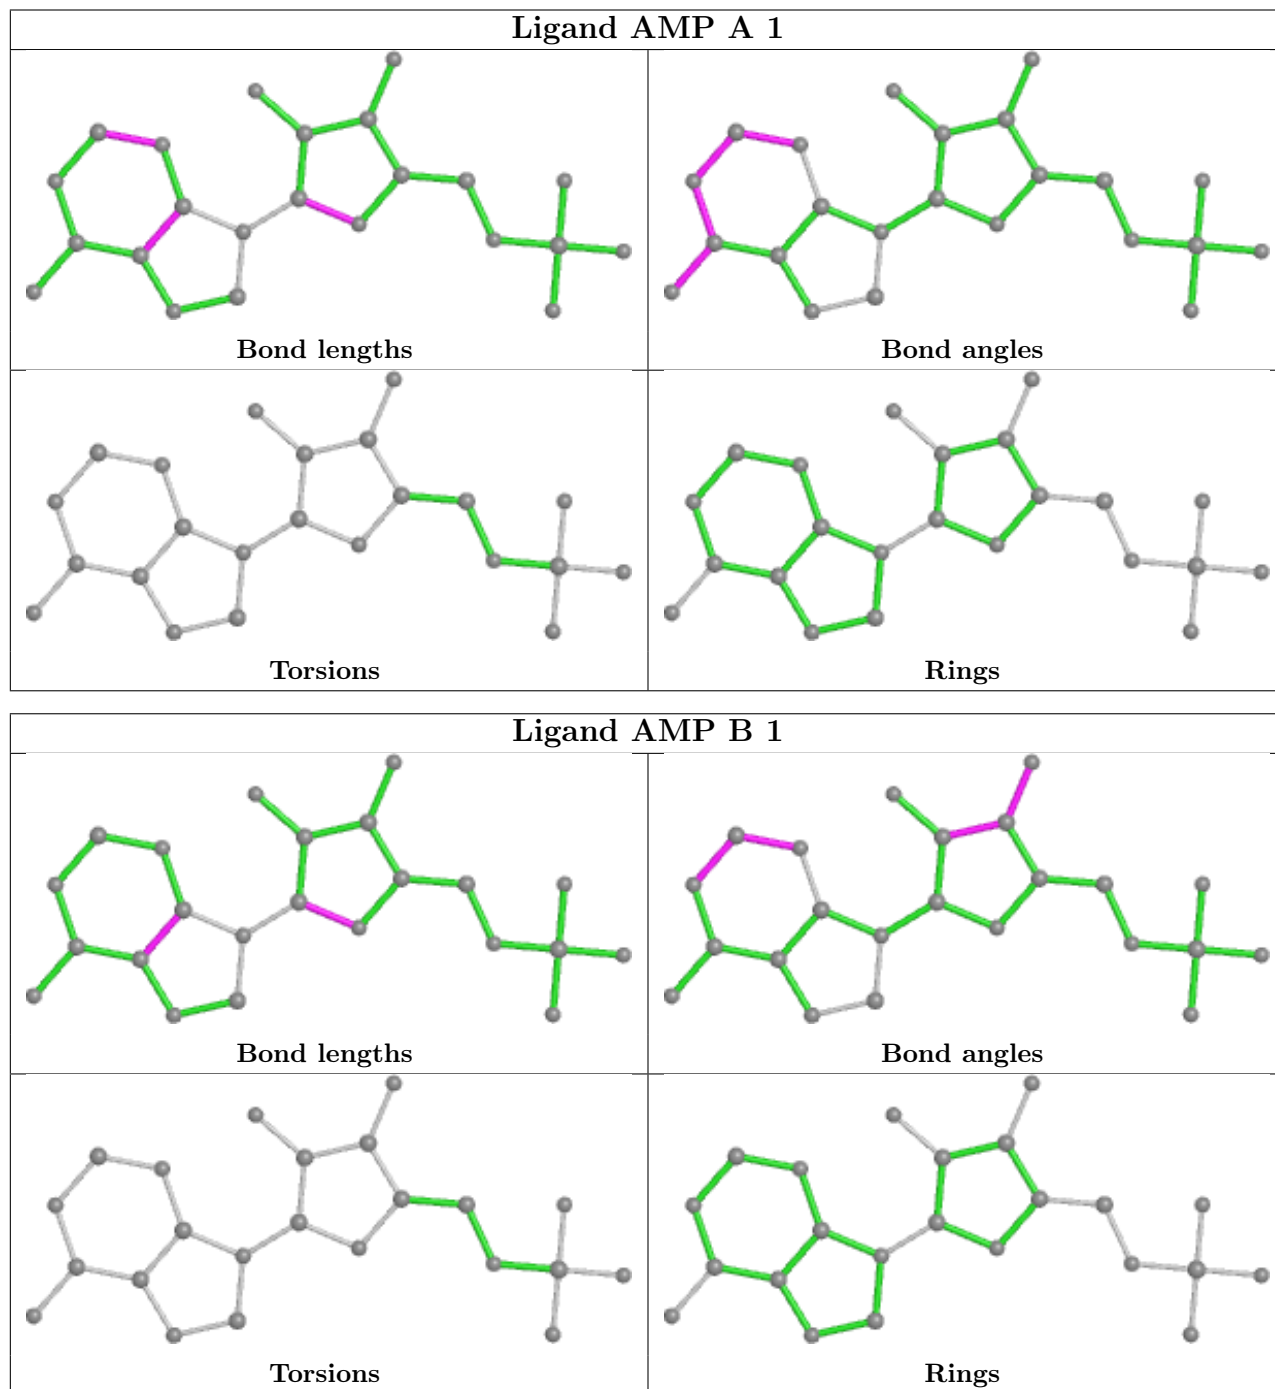 Ligand AMP A 1
Bond lengths
Bond angles
Torsions
Rings
Ligand AMP B 1
Bond lengths
Bond angles
Torsions
Rings